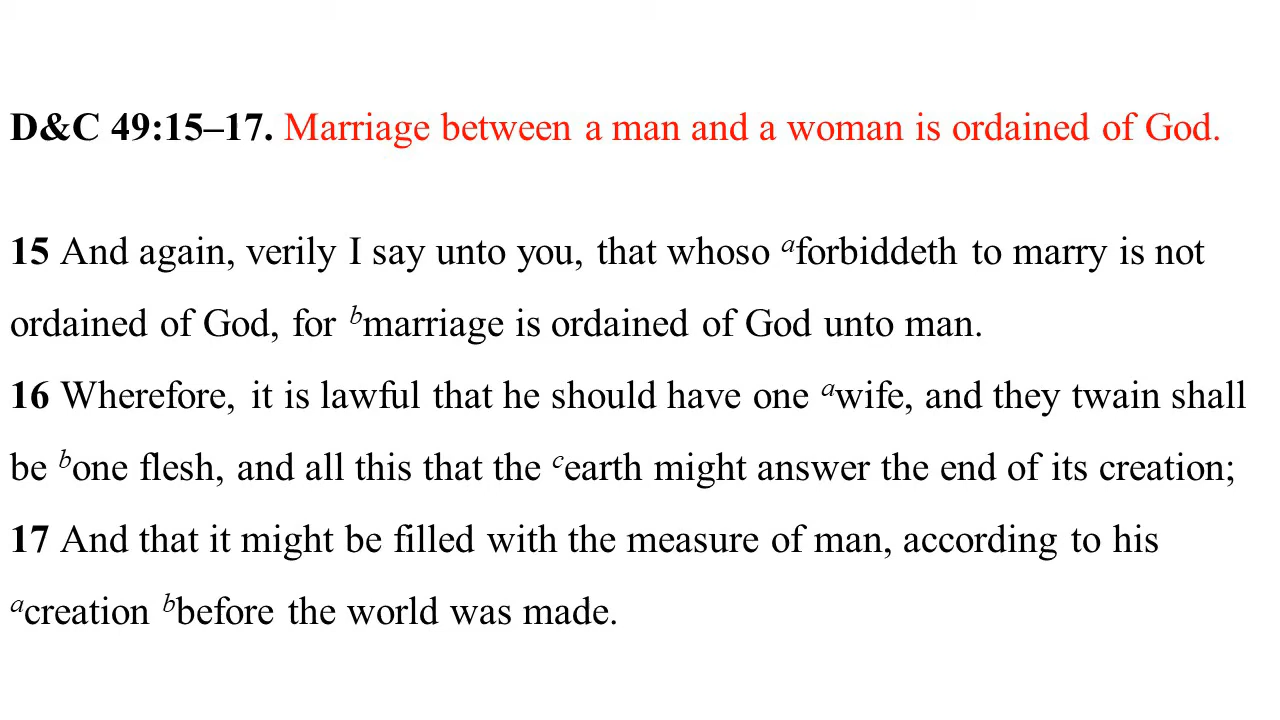 D&C 49:15–17. Marriage between a man and a woman is ordained of God.
15 And again, verily I say unto you, that whoso aforbiddeth to marry is not
ordained of God, for bmarriage is ordained of God unto man.
16 Wherefore, it is lawful that he should have one awife, and they twain shall
be bone flesh, and all this that the cearth might answer the end of its creation;
17 And that it might be filled with the measure of man, according to his
acreation bbefore the world was made.